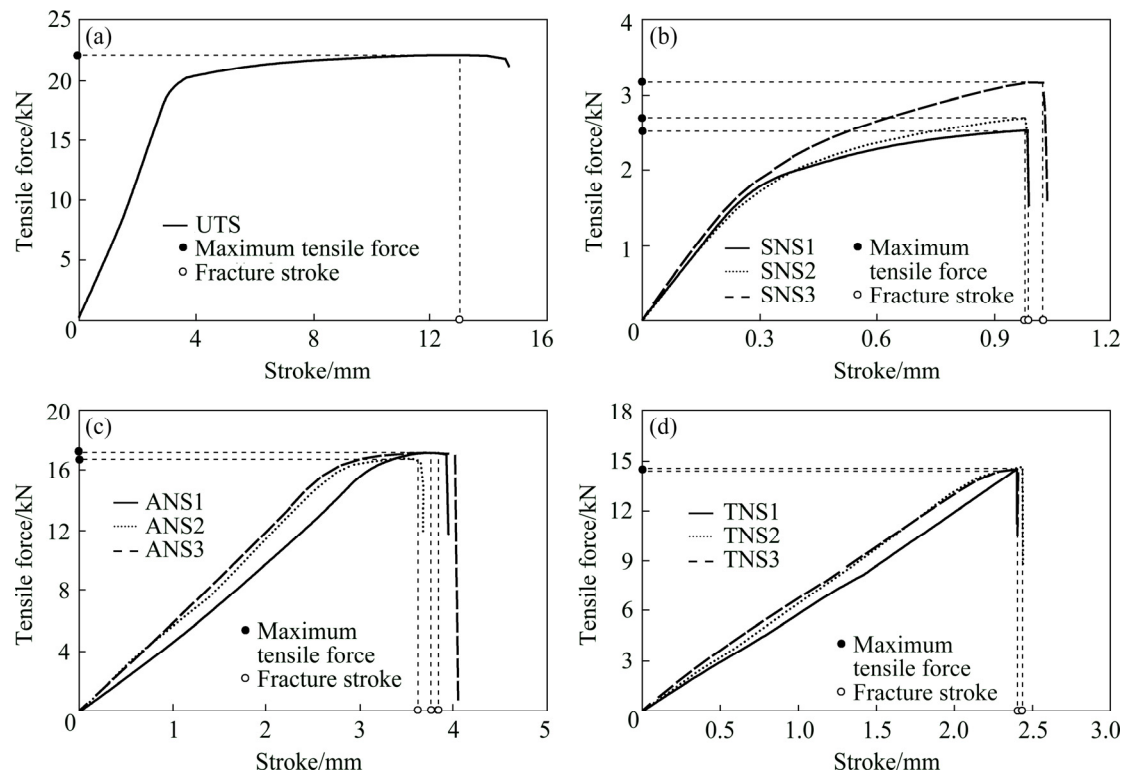 (a)
25
20
15
10
5
0
Tensile force/kN
UTS
Maximum tensile force
Fracture stroke
4 8 12 16
Stroke/mm
(b)
4
3
2
1
0
Tensile force/kN
SNS1
SNS2
SNS3
Maximum
tensile force
Fracture stroke
0.3 0.6 0.9 1.2
Stroke/mm
(c)
20
16
12
8
4
0
Tensile force/kN
ANS1
ANS2
ANS3
Maximum
tensile force
Fracture stroke
1 2 3 4 5
Stroke/mm
(d)
18
15
12
9
6
3
0
Tensile force/kN
TNS1
TNS2
TNS3
Maximum
tensile force
Fracture stroke
0.5 1.0 1.5 2.0 2.5 3.0
Stroke/mm